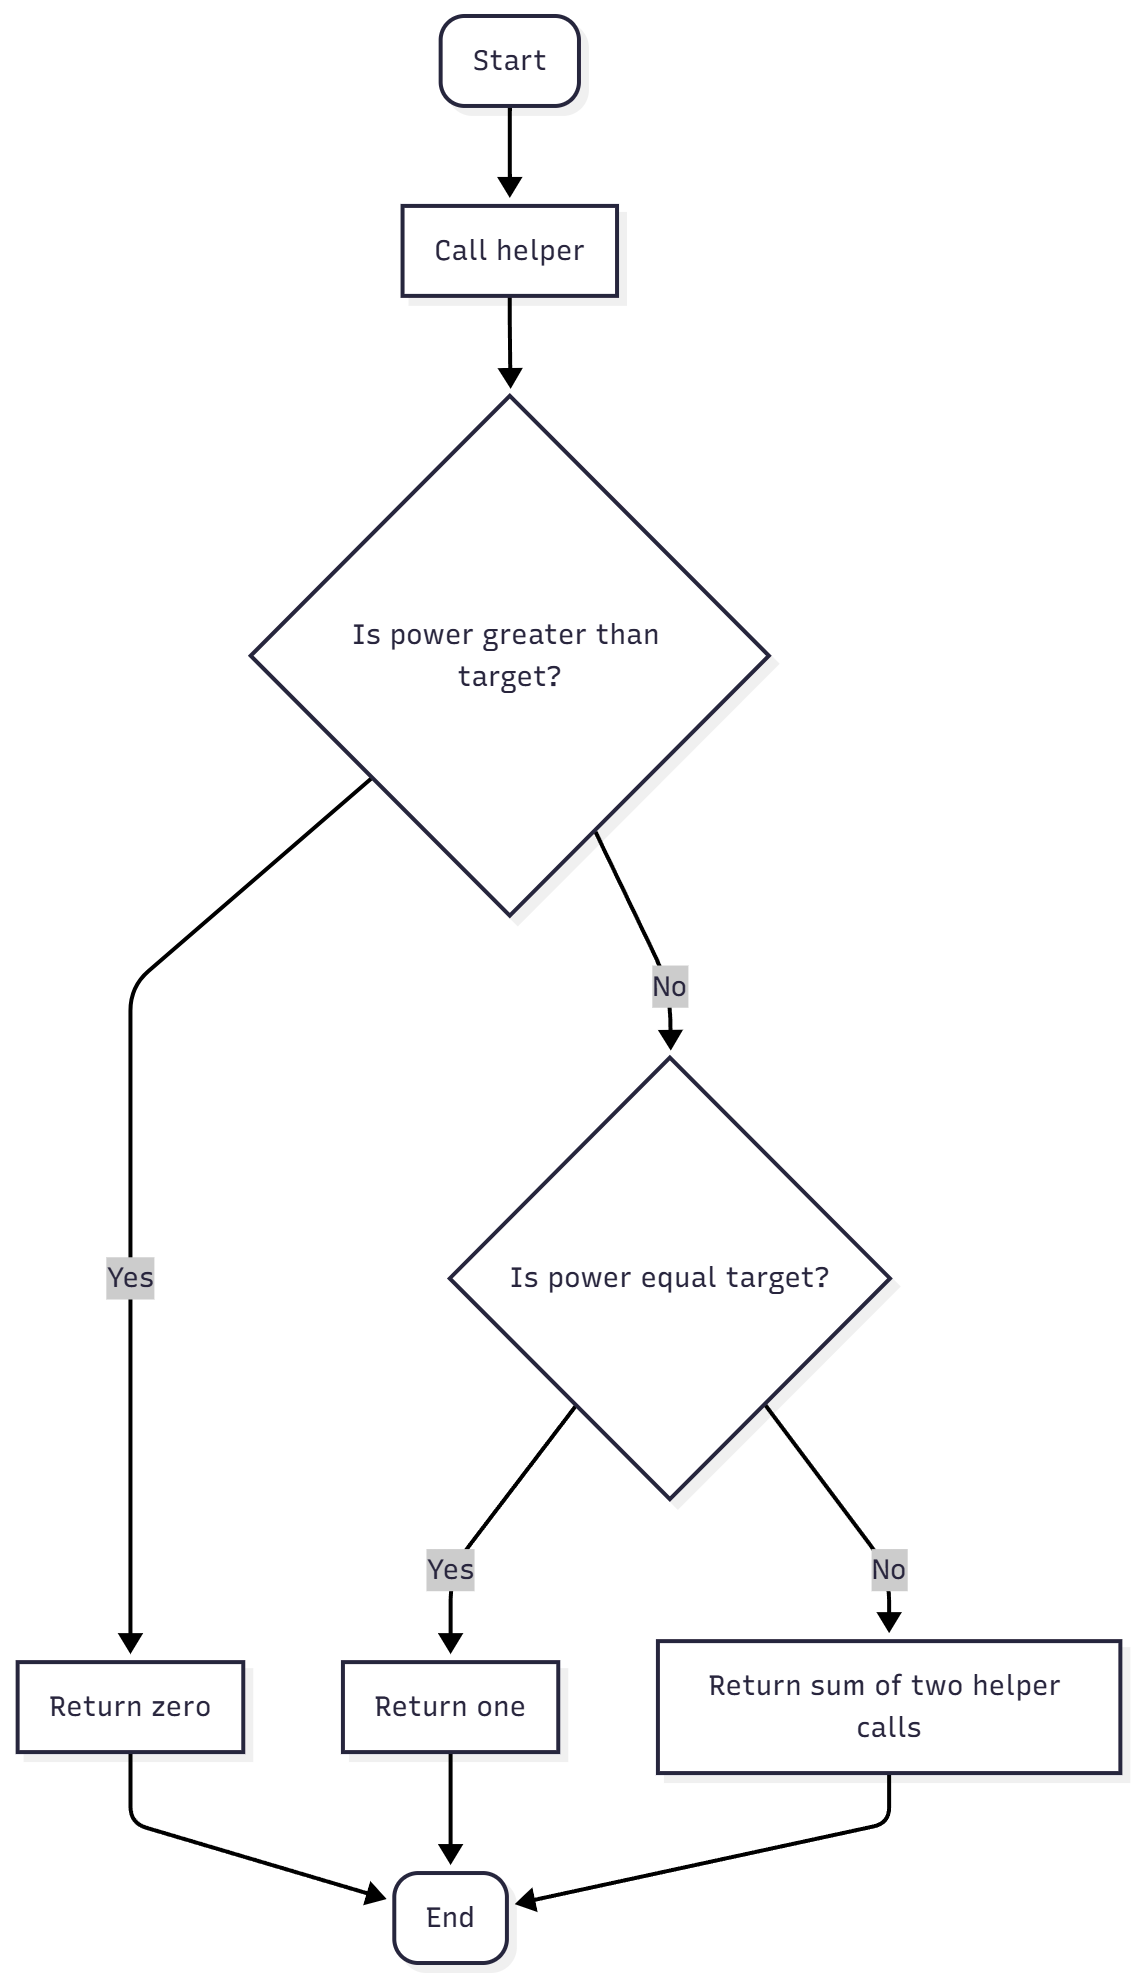 Start
Call helper
Is power greater than
target?
No
Yes
Is power equal target?
Yes
No
Return zero
Return one
Return sum of two helper
calls
End